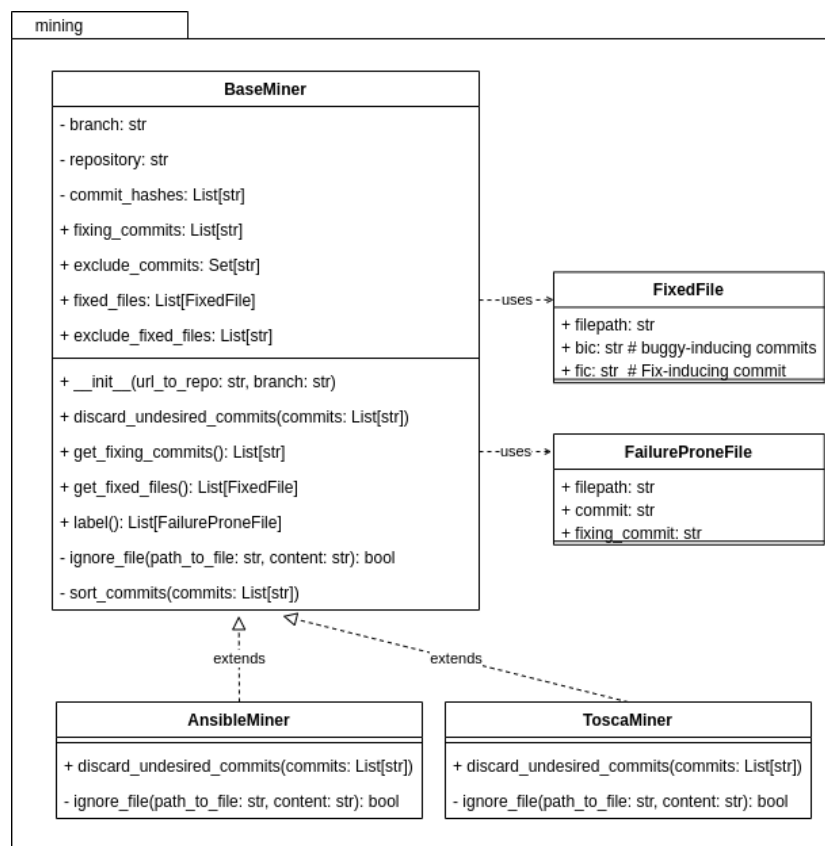 mining
BaseMiner
- branch: str
- repository: str
- commit_hashes: List[str]
+ fixing_commits: List[str]
+ exclude_commits: Set[str]
+ fixed_files: List[FixedFile]
+ exclude_fixed_files: List[str]
+ __init__(url_to_repo: str, branch: str)
+ discard_undesired_commits(commits: List[str])
+ get_fixing_commits(): List[str]
+ get_fixed_files(): List[FixedFile]
+ label(): List[FailureProneFile]
- ignore_file(path_to_file: str, content: str): bool
- sort_commits(commits: List[str])
uses
FixedFile
+ filepath: str
+ bic: str # buggy-inducing commits
+ fic: str # Fix-inducing commit
uses
FailureProneFile
+ filepath: str
+ commit: str
+ fixing_commit: str
extends
extends
AnsibleMiner
+ discard_undesired_commits(commits: List[str])
- ignore_file(path_to_file: str, content: str): bool
ToscaMiner
+ discard_undesired_commits(commits: List[str])
- ignore_file(path_to_file: str, content: str): bool